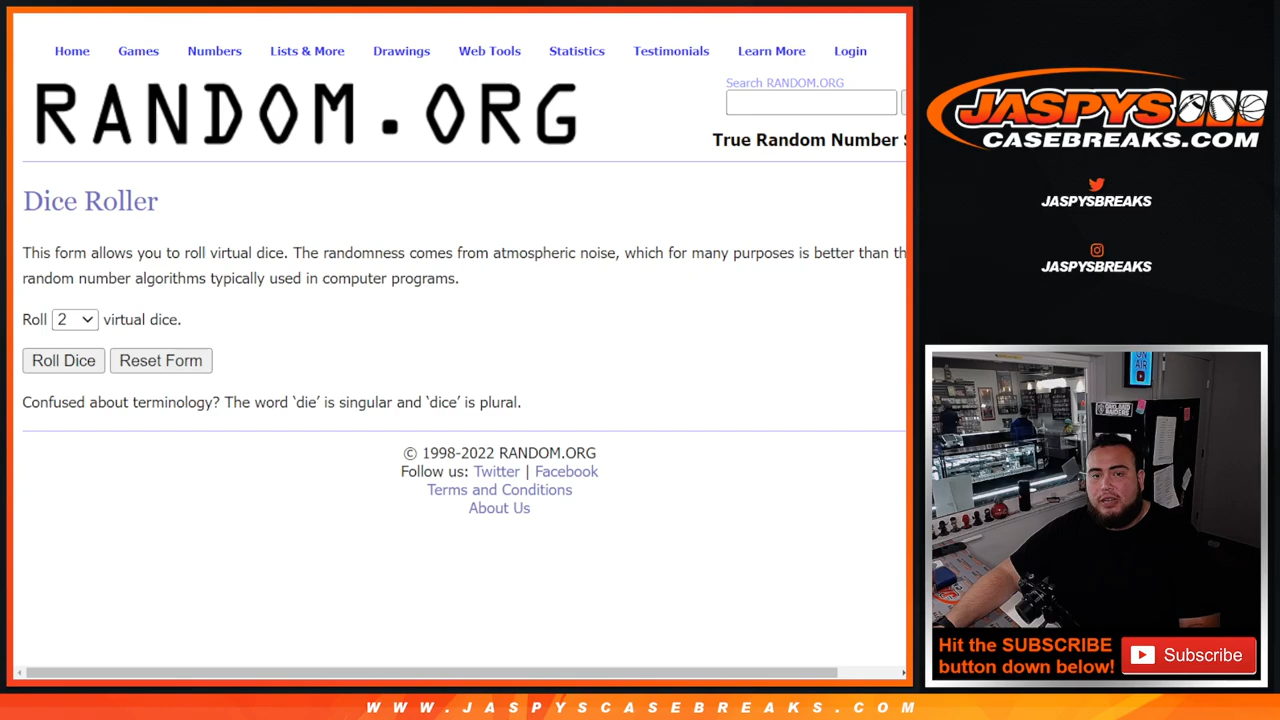 Home Games Numbers Lists & More Drawings Web Tools Statistics Testimonials Learn More Login
RANDOM.ORG
Search RANDOM.ORG
True Random Number S
Dice Roller
This form allows you to roll virtual dice. The randomness comes from atmospheric noise, which for many purposes is better than th
random number algorithms typically used in computer programs.
Roll 2 virtual dice.
Roll Dice Reset Form
Confused about terminology? The word ‘die’ is singular and ‘dice’ is plural.
© 1998-2022 RANDOM.ORG
Follow us: Twitter | Facebook
Terms and Conditions
About Us
JASPYS
CASEBREAKS.COM
JASPYSBREAKS
JASPYSBREAKS
ON
AIR
OAKLAND
RAIDERS
Hit the SUBSCRIBE
button down below!
Subscribe
WWW.JASPYSCASEBREAKS.COM